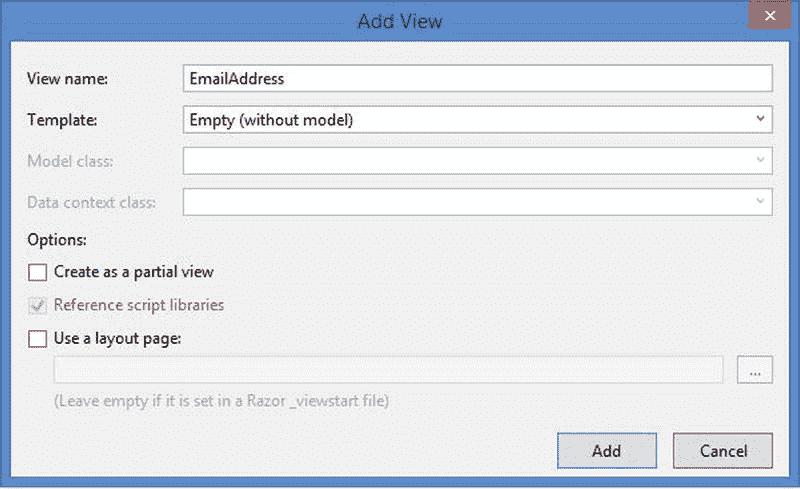 Add View
View name: EmailAddress
Template: Empty (without model)
Model class:
Data context class:
Options:
Create as a partial view
Reference script libraries
Use a layout page:
...
(Leave empty if it is set in a Razor _viewstart file)
Add Cancel